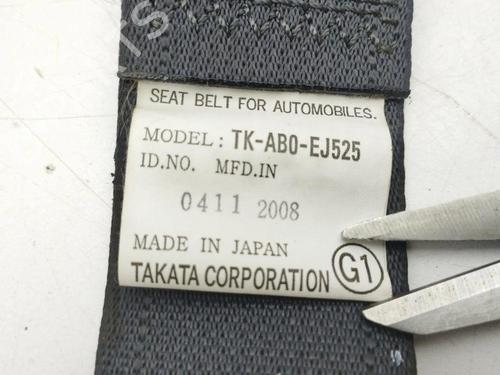 SEAT BELT FOR AUTOMOBILES.
MODEL: TK-AB0-EJ525
ID.NO. MFD.IN
0411 2008
MADE IN JAPAN
TAKATA CORPORATION G1